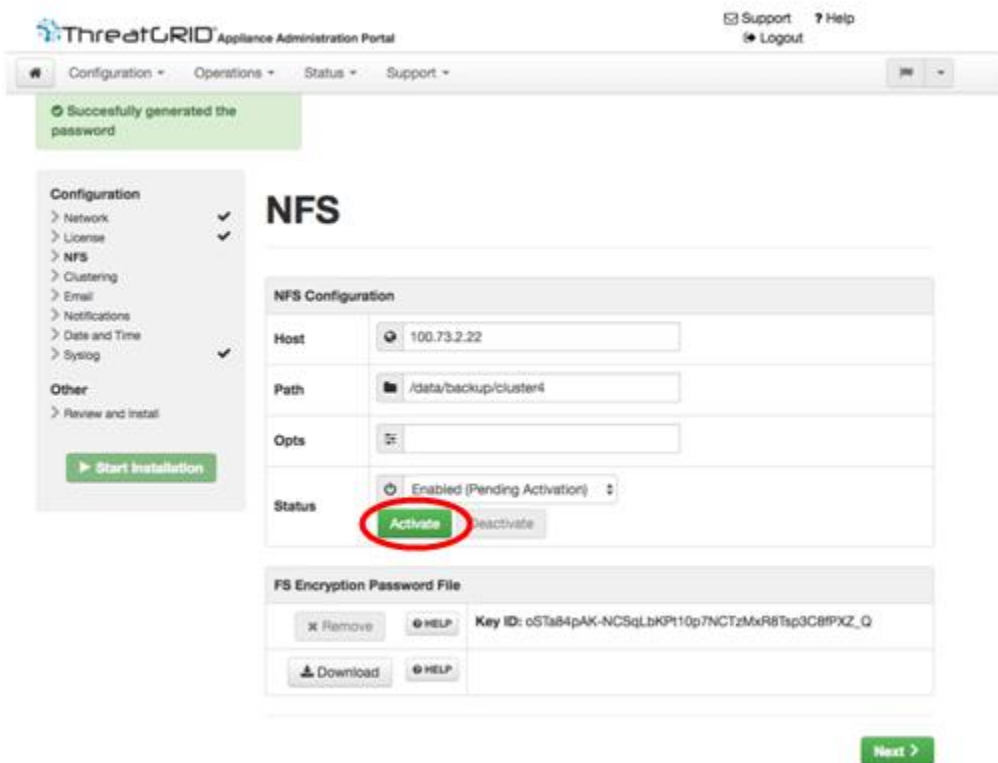 ThreatGRID Appliance Administration Portal
Support ? Help
Logout
Configuration Operations Status Support
Succesfully generated the
password
Configuration
> Network
> License
> NFS
> Clustering
> Email
> Notifications
> Date and Time
> Syslog
Other
> Review and Install
Start Installation
NFS
NFS Configuration
Host 100.73.2.22
Path /data/backup/cluster4
Opts
Status Enabled (Pending Activation)
Activate Deactivate
FS Encryption Password File
Remove HELP Key ID: oSTa84pAK-NCSqLbKPt10p7NCTzMxR8Tsp3C8fPXZ_Q
Download HELP
Next >